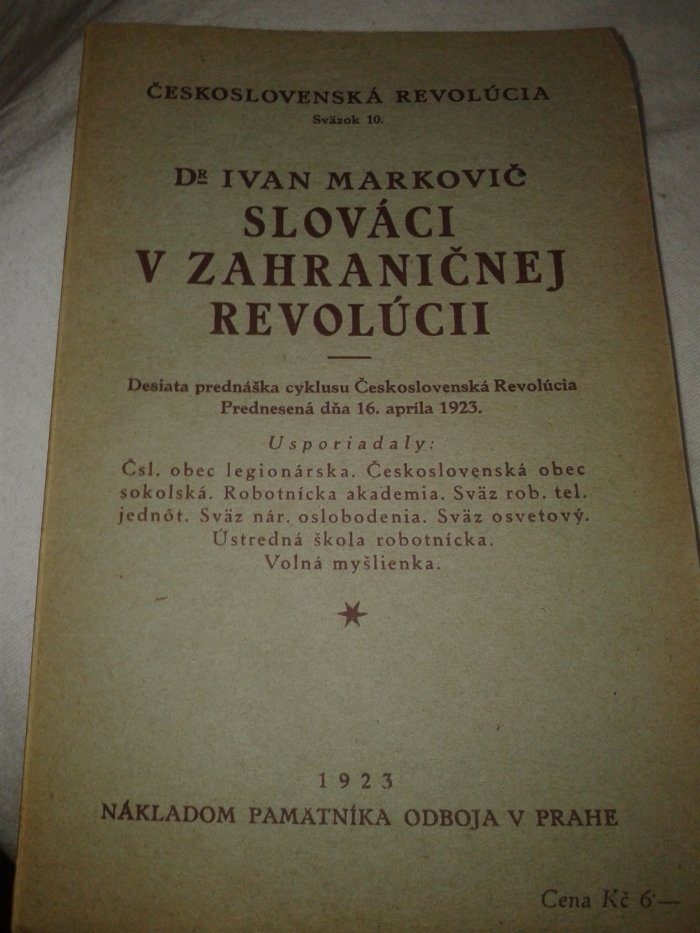 ČESKOSLOVENSKÁ REVOLÚCIA
Sväzok 10.
DR IVAN MARKOVIČ
SLOVÁCI
V ZAHRANIČNEJ
REVOLÚCII
Desiata prednáška cyklusu Československá Revolúcia
Prednesená dňa 16. apríla 1923.
Usporiadaly:
Čsl. obec legionárska. Československá obec
sokolská. Robotnícka akademia. Sväz rob. tel.
jednôt. Sväz nár. oslobodenia. Sväz osvetový.
Ústredná škola robotnícka.
Volná myšlienka.
1923
NÁKLADOM PAMÄTNÍKA ODBOJA V PRAHE
Cena Kč 6·—